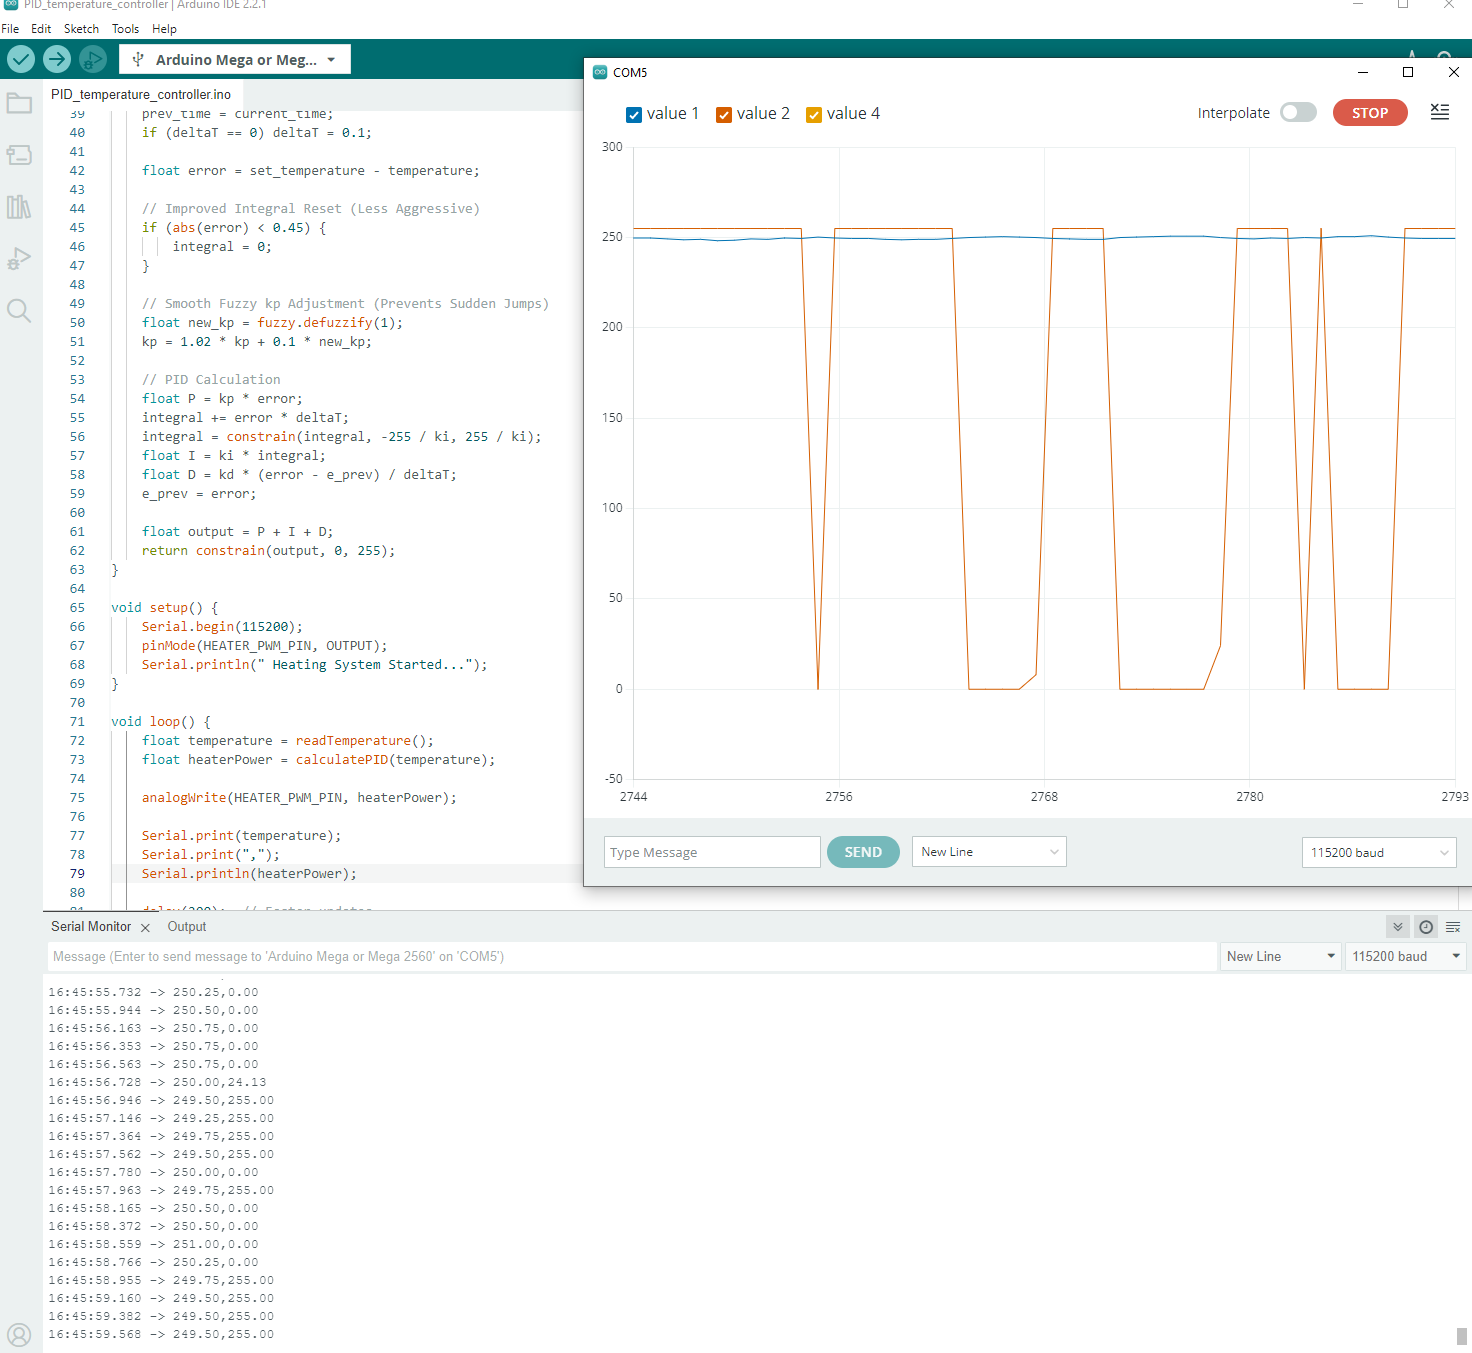 PID_temperature_controller | Arduino IDE 2.2.1
File Edit Sketch Tools Help
Arduino Mega or Meg...
PID_temperature_controller.ino
39 prev_time = current_time;
40 if (deltaT == 0) deltaT = 0.1;
41
42 float error = set_temperature - temperature;
43
44 // Improved Integral Reset (Less Aggressive)
45 if (abs(error) < 0.45) {
46 integral = 0;
47 }
48
49 // Smooth Fuzzy kp Adjustment (Prevents Sudden Jumps)
50 float new_kp = fuzzy.defuzzify(1);
51 kp = 1.02 * kp + 0.1 * new_kp;
52
53 // PID Calculation
54 float P = kp * error;
55 integral += error * deltaT;
56 integral = constrain(integral, -255 / ki, 255 / ki);
57 float I = ki * integral;
58 float D = kd * (error - e_prev) / deltaT;
59 e_prev = error;
60
61 float output = P + I + D;
62 return constrain(output, 0, 255);
63 }
64
65 void setup() {
66 Serial.begin(115200);
67 pinMode(HEATER_PWM_PIN, OUTPUT);
68 Serial.println(" Heating System Started...");
69 }
70
71 void loop() {
72 float temperature = readTemperature();
73 float heaterPower = calculatePID(temperature);
74
75 analogWrite(HEATER_PWM_PIN, heaterPower);
76
77 Serial.print(temperature);
78 Serial.print(",");
79 Serial.println(heaterPower);
80
COM5
value 1 value 2 value 4
Interpolate STOP
300
250
200
150
100
50
0
-50
2744 2756 2768 2780 2793
Type Message SEND New Line 115200 baud
Serial Monitor Output
Message (Enter to send message to 'Arduino Mega or Mega 2560' on 'COM5') New Line 115200 baud
16:45:55.732 -> 250.25,0.00
16:45:55.944 -> 250.50,0.00
16:45:56.163 -> 250.75,0.00
16:45:56.353 -> 250.75,0.00
16:45:56.563 -> 250.75,0.00
16:45:56.728 -> 250.00,24.13
16:45:56.946 -> 249.50,255.00
16:45:57.146 -> 249.25,255.00
16:45:57.364 -> 249.75,255.00
16:45:57.562 -> 249.50,255.00
16:45:57.780 -> 250.00,0.00
16:45:57.963 -> 249.75,255.00
16:45:58.165 -> 250.50,0.00
16:45:58.372 -> 250.50,0.00
16:45:58.559 -> 251.00,0.00
16:45:58.766 -> 250.25,0.00
16:45:58.955 -> 249.75,255.00
16:45:59.160 -> 249.50,255.00
16:45:59.382 -> 249.50,255.00
16:45:59.568 -> 249.50,255.00